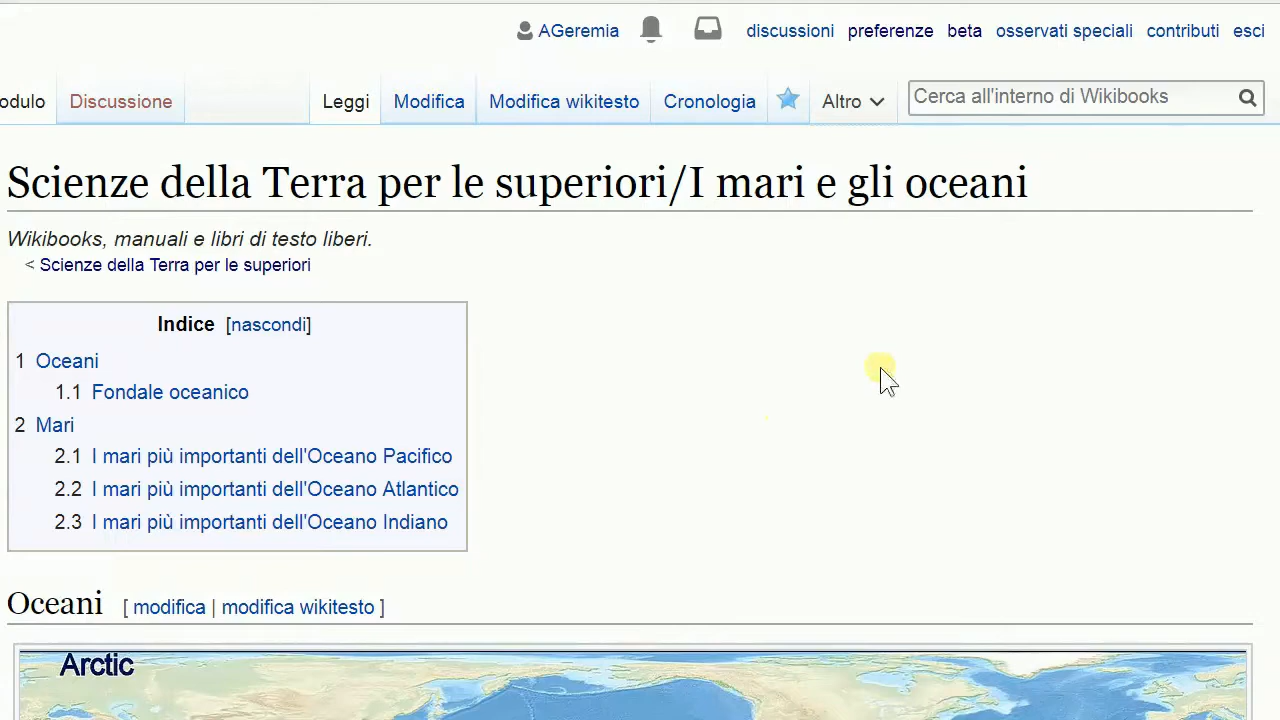 AGeremia discussioni preferenze beta osservati speciali contributi esci
odulo Discussione Leggi Modifica Modifica wikitesto Cronologia Altro Cerca all'interno di Wikibooks
Scienze della Terra per le superiori/I mari e gli oceani
Wikibooks, manuali e libri di testo liberi.
< Scienze della Terra per le superiori
Indice [nascondi]
1 Oceani
1.1 Fondale oceanico
2 Mari
2.1 I mari più importanti dell'Oceano Pacifico
2.2 I mari più importanti dell'Oceano Atlantico
2.3 I mari più importanti dell'Oceano Indiano
Oceani [ modifica | modifica wikitesto ]
Arctic